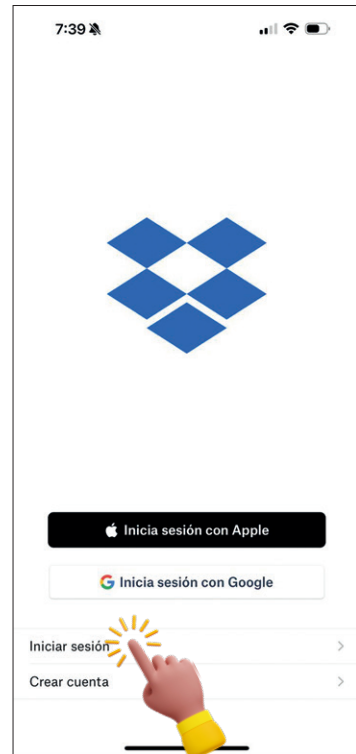 7:39
Inicia sesión con Apple
Inicia sesión con Google
Iniciar sesión
Crear cuenta